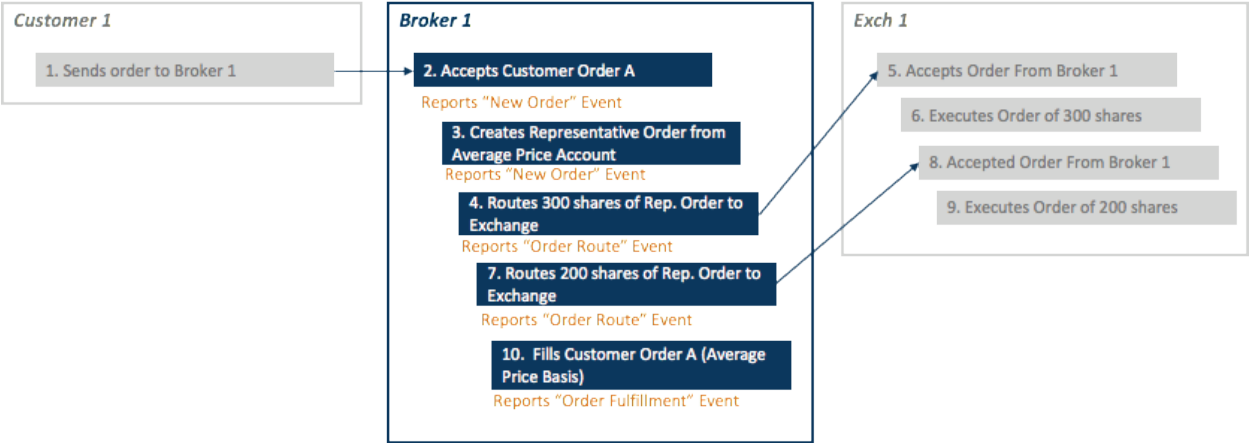 Customer 1
1. Sends order to Broker 1
Broker 1
2. Accepts Customer Order A
Reports “New Order” Event
3. Creates Representative Order from
Average Price Account
Reports “New Order” Event
4. Routes 300 shares of Rep. Order to
Exchange
Reports “Order Route” Event
7. Routes 200 shares of Rep. Order to
Exchange
Reports “Order Route” Event
10. Fills Customer Order A (Average
Price Basis)
Reports “Order Fulfillment” Event
Exch 1
5. Accepts Order From Broker 1
6. Executes Order of 300 shares
8. Accepted Order From Broker 1
9. Executes Order of 200 shares